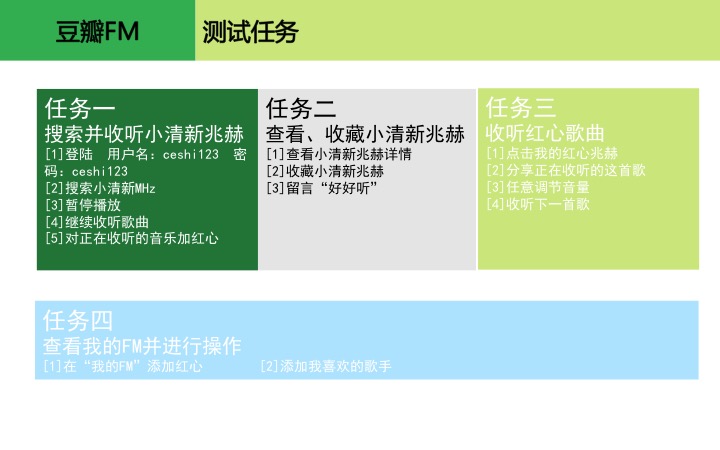 豆瓣FM
测试任务
任务一
搜索并收听小清新兆赫
[1]登陆 用户名：ceshi123 密
码：ceshi123
[2]搜索小清新MHz
[3]暂停播放
[4]继续收听歌曲
[5]对正在收听的音乐加红心
任务二
查看、收藏小清新兆赫
[1]查看小清新兆赫详情
[2]收藏小清新兆赫
[3]留言“好好听”
任务三
收听红心歌曲
[1]点击我的红心兆赫
[2]分享正在收听的这首歌
[3]任意调节音量
[4]收听下一首歌
任务四
查看我的FM并进行操作
[1]在“我的FM”添加红心 [2]添加我喜欢的歌手